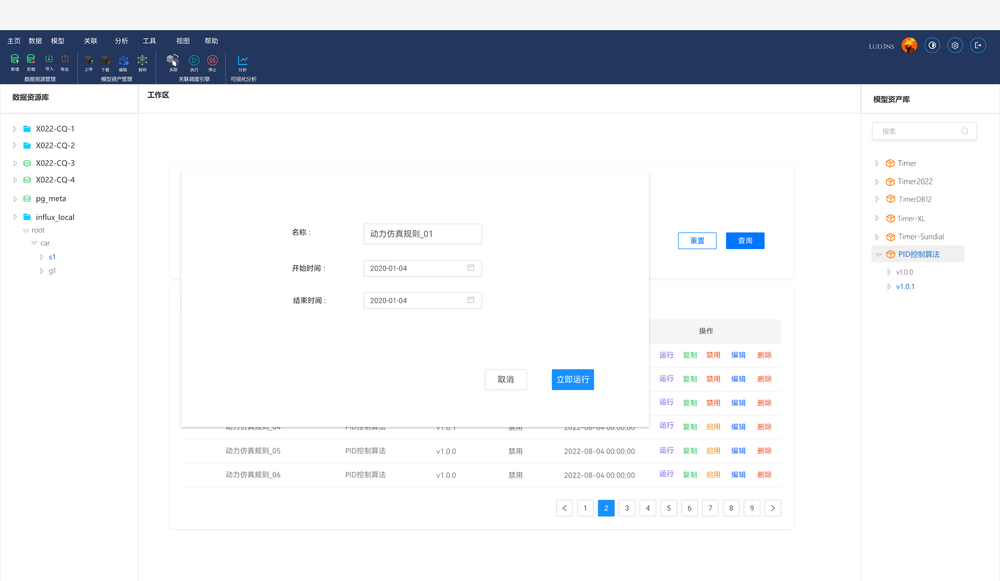 主页 数据 模型 关联 分析 工具 视图 帮助
Lud3ns
新增 卸载 导入 导出 上传 下载 编辑 解析 关联 执行 停止 分析
数据资源管理 模型资产管理 关联调度引擎 可视化分析
数据资源库
X022-CQ-1
X022-CQ-2
X022-CQ-3
X022-CQ-4
pg_meta
influx_local
root
car
s1
g1
工作区
名称 :
动力仿真规则_01
开始时间 :
2020-01-04
结束时间 :
2020-01-04
取消 立即运行
重置 查询
操作
运行 复制 禁用 编辑 删除
运行 复制 禁用 编辑 删除
运行 复制 禁用 编辑 删除
动力仿真规则_04 PID控制算法 v1.0.1 禁用 2022-08-04 00:00;00 运行 复制 启用 编辑 删除
动力仿真规则_05 PID控制算法 v1.0.0 禁用 2022-08-04 00:00;00 运行 复制 启用 编辑 删除
动力仿真规则_06 PID控制算法 v1.0.0 禁用 2022-08-04 00:00;00 运行 复制 启用 编辑 删除
1 2 3 4 5 6 7 8 9
模型资产库
搜索
Timer
Timer2022
TimerDB12
Timer-XL
Timer-Sundial
PID控制算法
v1.0.0
v1.0.1